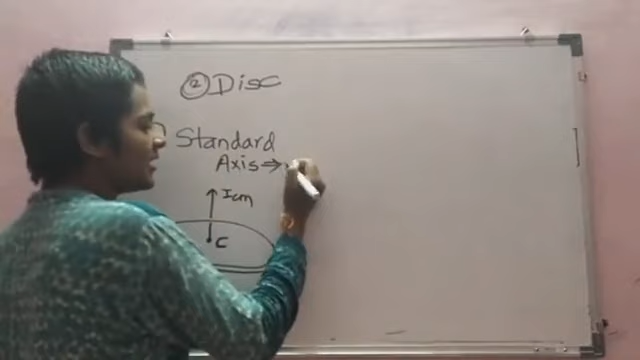 ② Disc
Standard
Axis ⇒
Icm
C